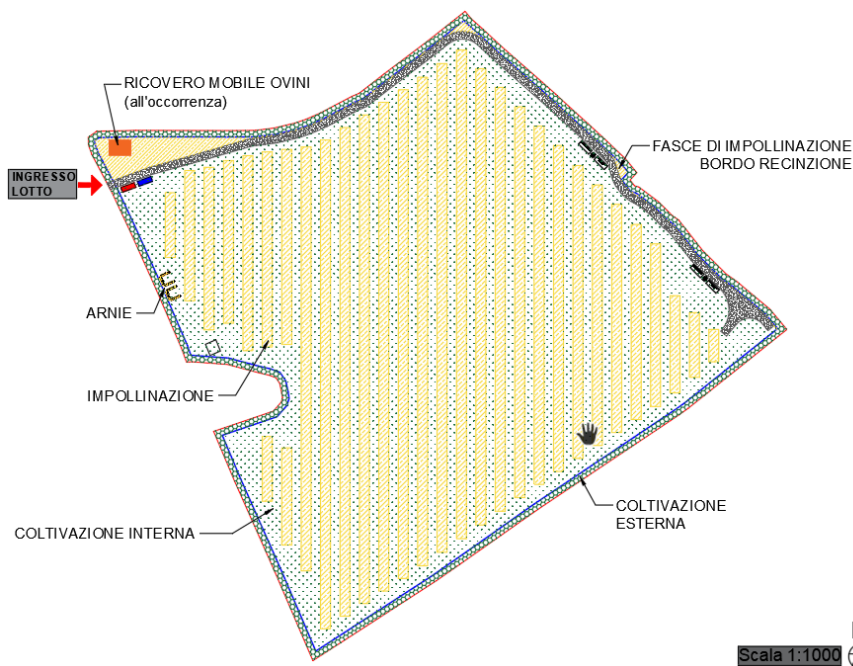 RICOVERO MOBILE OVINI
(all'occorrenza)
FASCE DI IMPOLLINAZIONE
BORDO RECINZIONE
INGRESSO
LOTTO
ARNIE
IMPOLLINAZIONE
COLTIVAZIONE
ESTERNA
COLTIVAZIONE INTERNA
Scala 1:1000